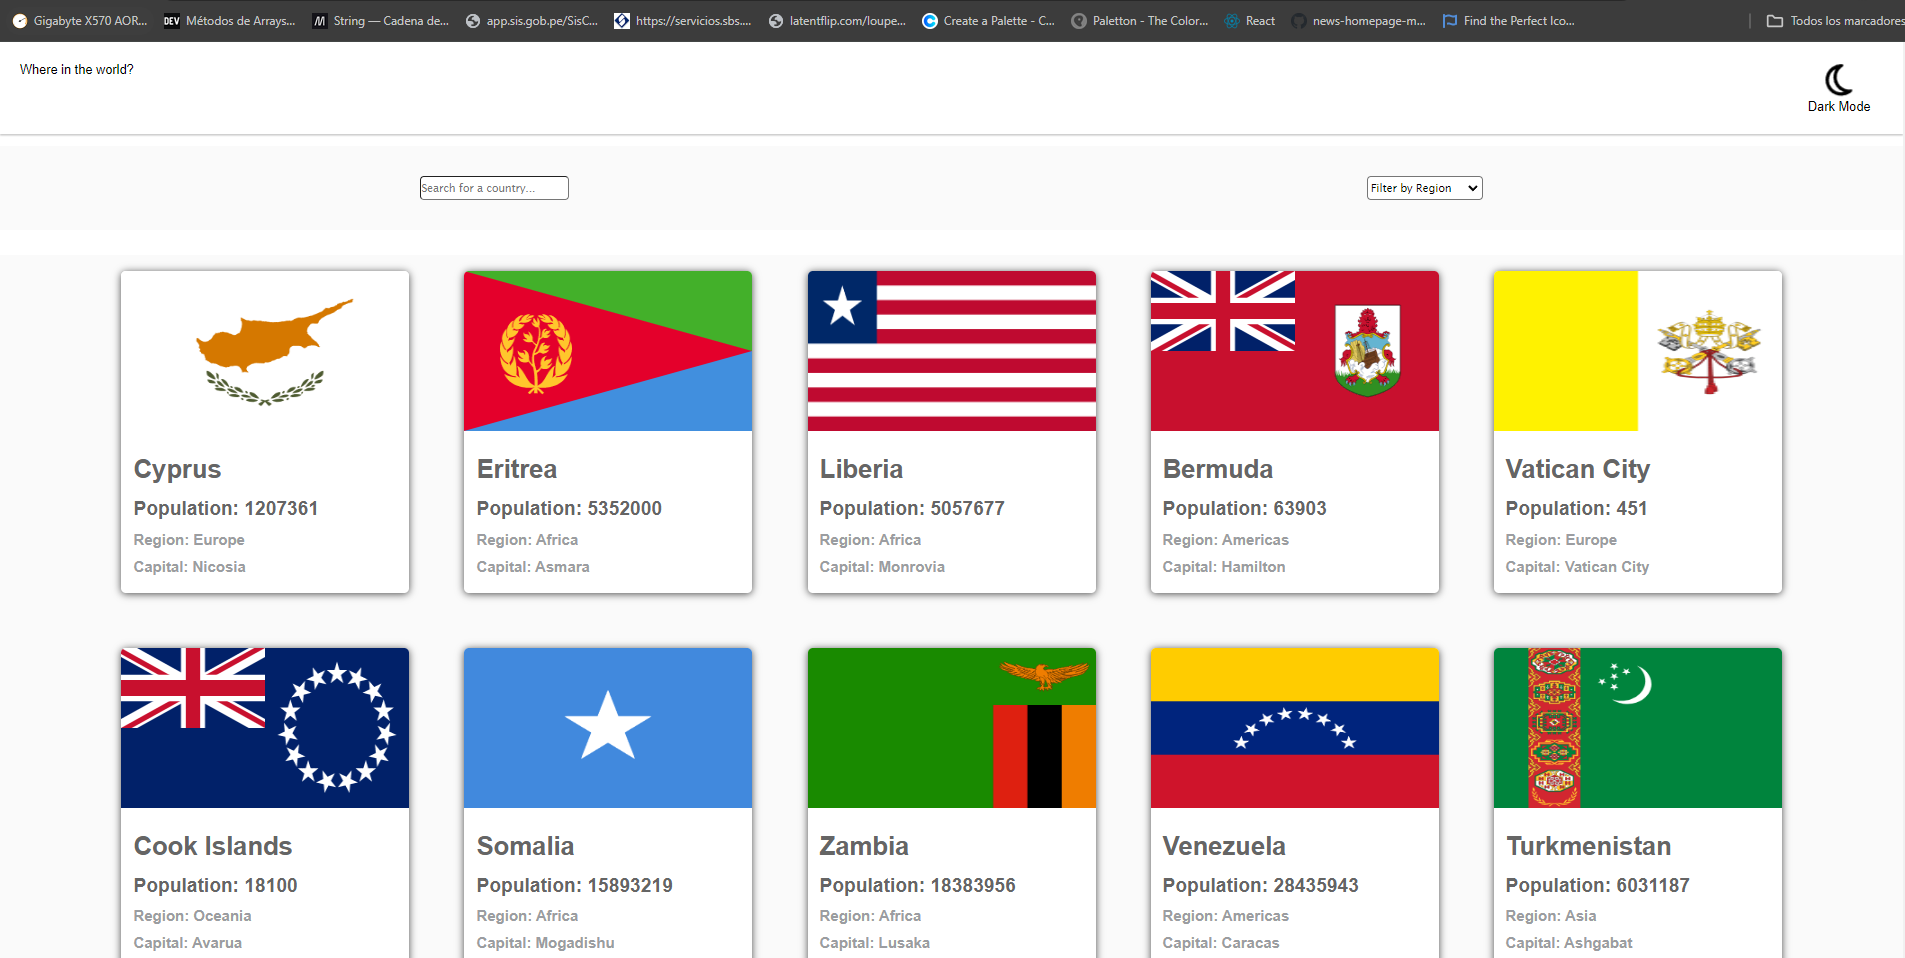 Gigabyte X570 AOR... DEV Métodos de Arrays... M String — Cadena de... app.sis.gob.pe/SisC... https://servicios.sbs.... latentflip.com/loupe... Create a Palette - C... Paletton - The Color... React news-homepage-m... Find the Perfect Ico... Todos los marcadores
Where in the world?
Dark Mode
Search for a country... Filter by Region
Cyprus Eritrea Liberia Bermuda Vatican City
Population: 1207361 Population: 5352000 Population: 5057677 Population: 63903 Population: 451
Region: Europe Region: Africa Region: Africa Region: Americas Region: Europe
Capital: Nicosia Capital: Asmara Capital: Monrovia Capital: Hamilton Capital: Vatican City
Cook Islands Somalia Zambia Venezuela Turkmenistan
Population: 18100 Population: 15893219 Population: 18383956 Population: 28435943 Population: 6031187
Region: Oceania Region: Africa Region: Africa Region: Americas Region: Asia
Capital: Avarua Capital: Mogadishu Capital: Lusaka Capital: Caracas Capital: Ashgabat